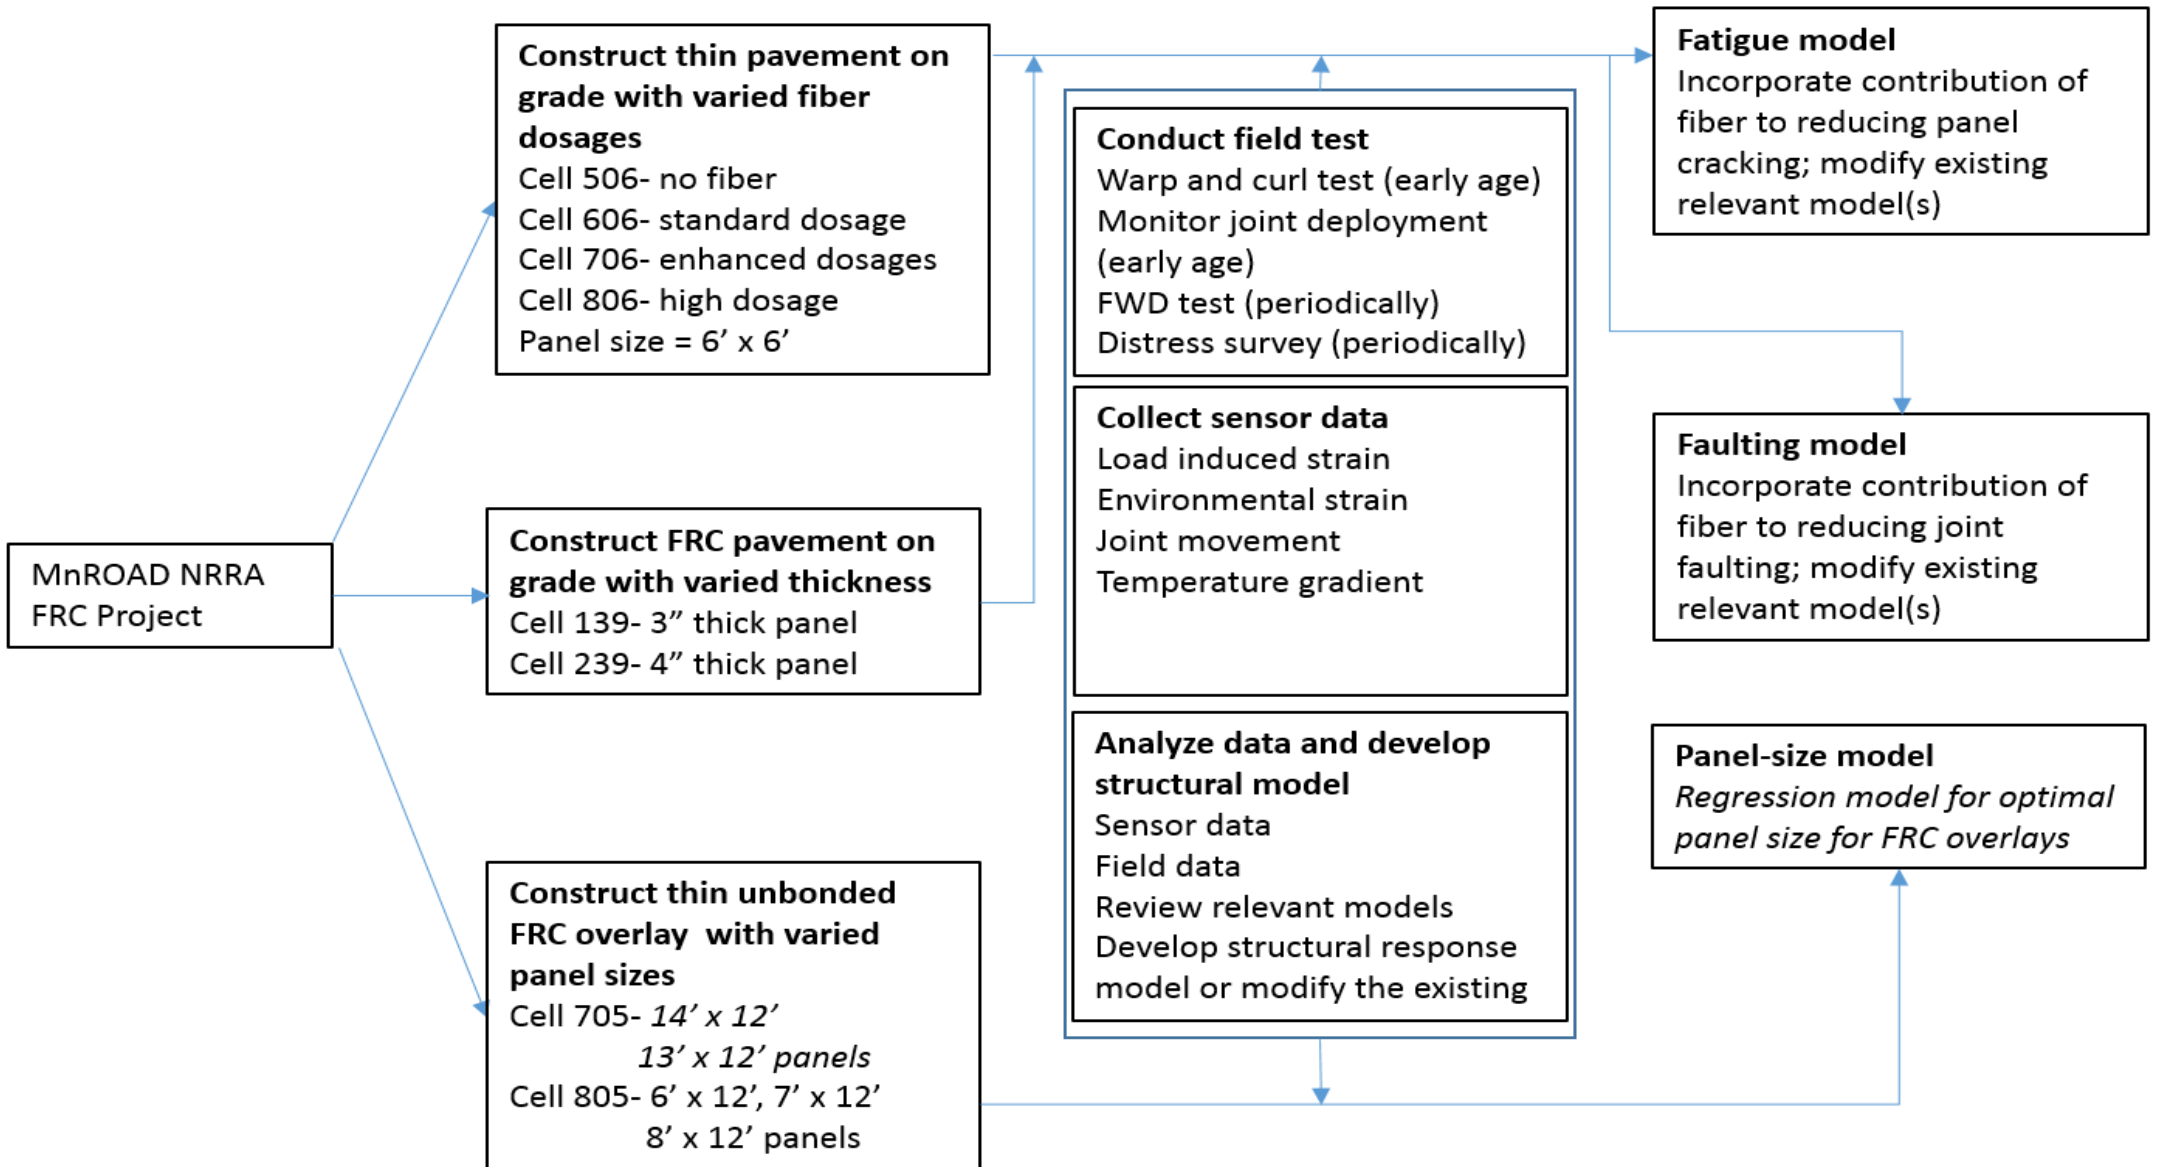 MnROAD NRRA
FRC Project
Construct thin pavement on
grade with varied fiber
dosages
Cell 506- no fiber
Cell 606- standard dosage
Cell 706- enhanced dosages
Cell 806- high dosage
Panel size = 6’ x 6’
Construct FRC pavement on
grade with varied thickness
Cell 139- 3” thick panel
Cell 239- 4” thick panel
Construct thin unbonded
FRC overlay with varied
panel sizes
Cell 705- 14’ x 12’
13’ x 12’ panels
Cell 805- 6’ x 12’, 7’ x 12’
8’ x 12’ panels
Conduct field test
Warp and curl test (early age)
Monitor joint deployment
(early age)
FWD test (periodically)
Distress survey (periodically)
Collect sensor data
Load induced strain
Environmental strain
Joint movement
Temperature gradient
Analyze data and develop
structural model
Sensor data
Field data
Review relevant models
Develop structural response
model or modify the existing
Fatigue model
Incorporate contribution of
fiber to reducing panel
cracking; modify existing
relevant model(s)
Faulting model
Incorporate contribution of
fiber to reducing joint
faulting; modify existing
relevant model(s)
Panel-size model
Regression model for optimal
panel size for FRC overlays